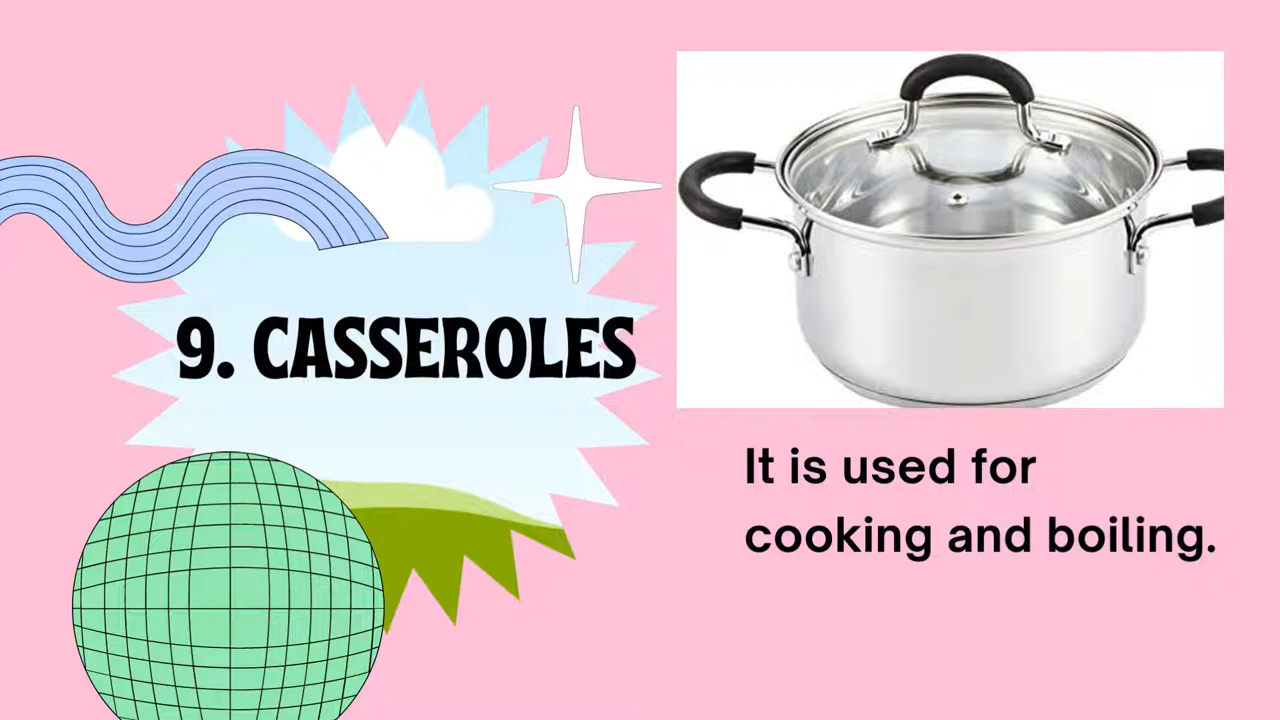 9. CASSEROLES
It is used for
cooking and boiling.